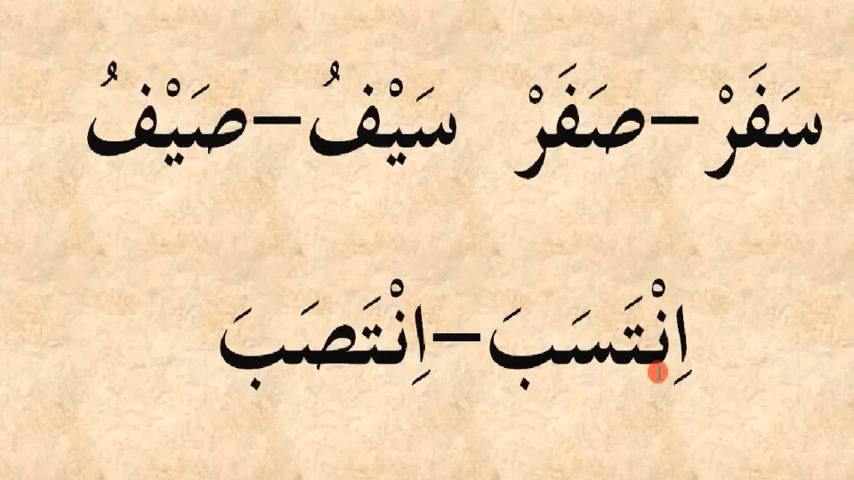 سَفَرْ – صَفَرْ سَيْفُ – صَيْفُ
اِنْتَسَبَ – اِنْتَصَبَ